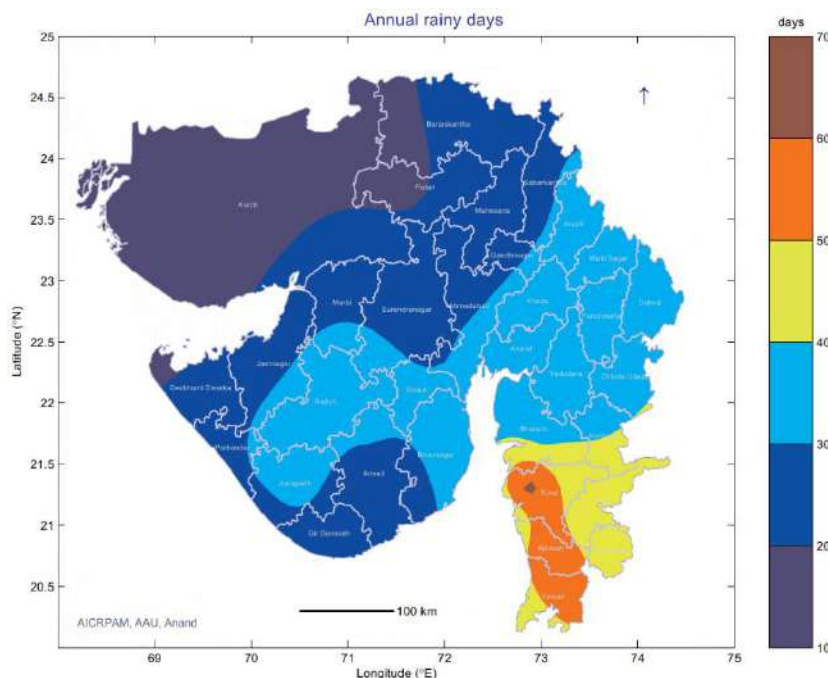 Annual rainy days
days
70
60
50
40
30
20
10
25
24.5
24
23.5
23
22.5
22
21.5
21
20.5
Latitude (°N)
Banaskantha
Patan
Kutch
Sabarkantha
Mahesana
Gandhinagar
Aravalli
Mahi Sagar
Dahod
Kheda
Panchmahal
Morbi
Surendranagar
Ahmedabad
Anand
Vadodara
Chhota Udepur
Jamnagar
Devbhumi Dwarka
Rajkot
Botad
Bharuch
Porbandar
Bhavnagar
Junagadh
Amreli
Surat
Gir Somnath
Navsari
Valsad
100 km
AICRPAM, AAU, Anand
69
70
71
72
73
74
75
Longitude (°E)